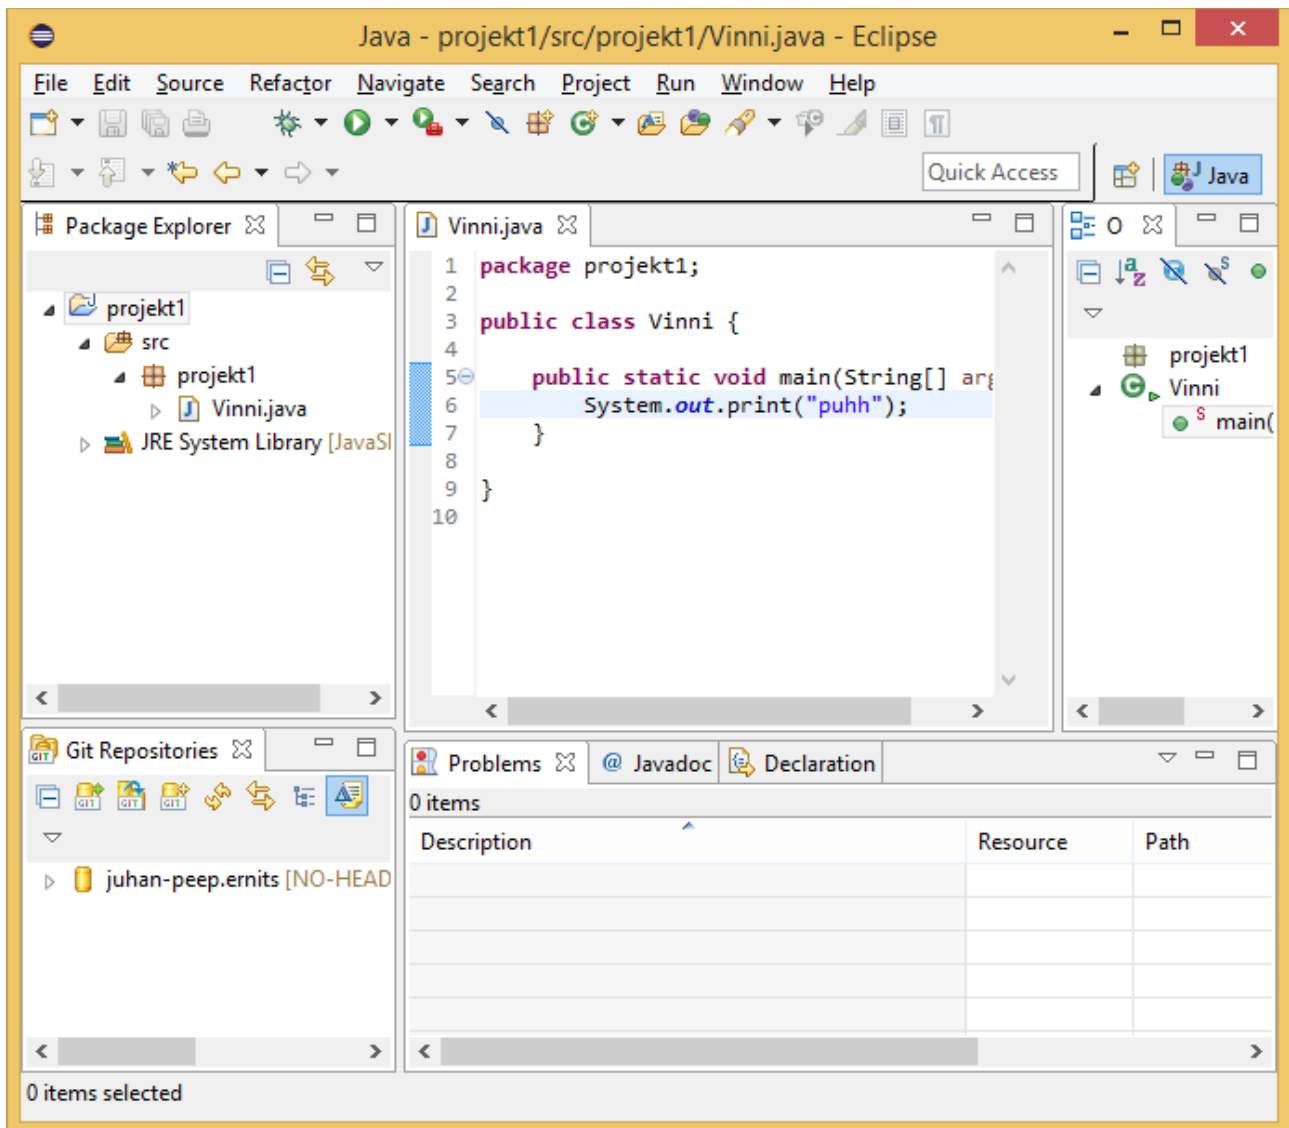 Java - projekt1/src/projekt1/Vinni.java - Eclipse
File Edit Source Refactor Navigate Search Project Run Window Help
Quick Access
Java
Package Explorer
projekt1
src
projekt1
Vinni.java
JRE System Library [JavaSI
Vinni.java
1 package projekt1;
2
3 public class Vinni {
4
5 public static void main(String[] arg
6 System.out.print("puhh");
7 }
8
9 }
10
O
projekt1
Vinni
main(
Git Repositories
juhan-peep.ernits [NO-HEAD
Problems @ Javadoc Declaration
0 items
Description Resource Path
0 items selected